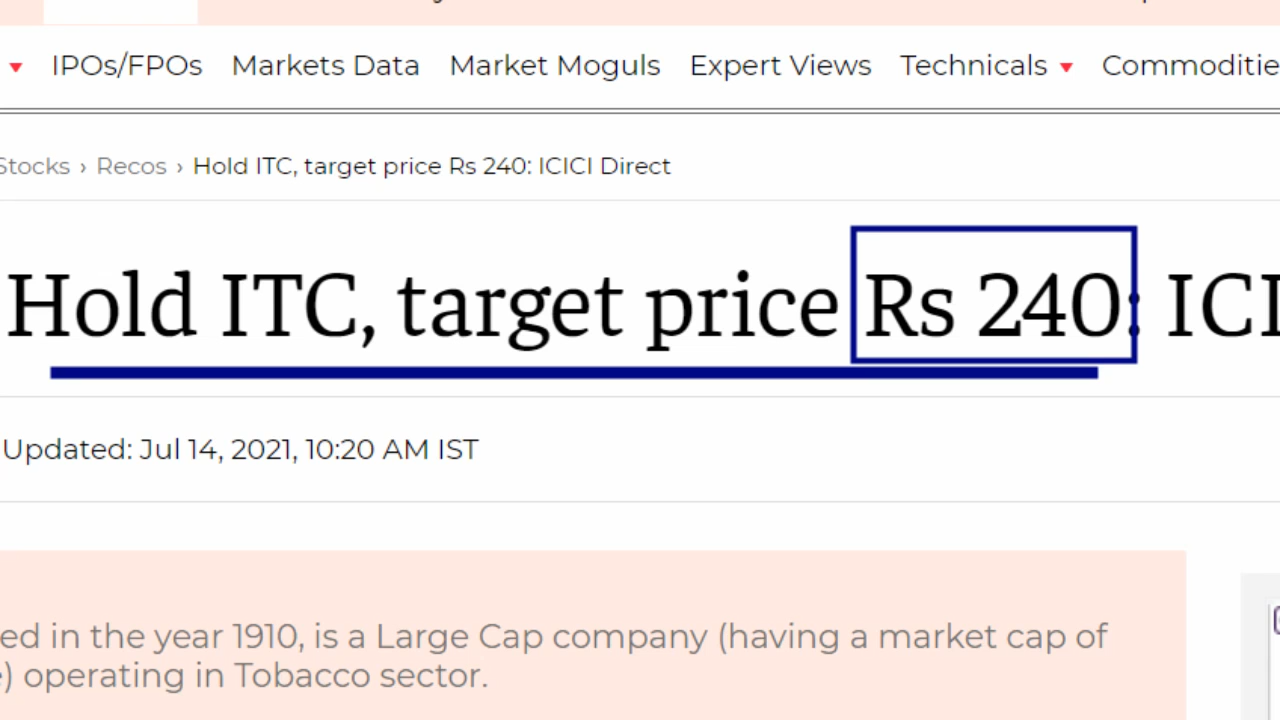 IPOs/FPOs Markets Data Market Moguls Expert Views Technicals Commoditie
Stocks › Recos › Hold ITC, target price Rs 240: ICICI Direct
Hold ITC, target price Rs 240: ICI
Updated: Jul 14, 2021, 10:20 AM IST
ed in the year 1910, is a Large Cap company (having a market cap of
) operating in Tobacco sector.